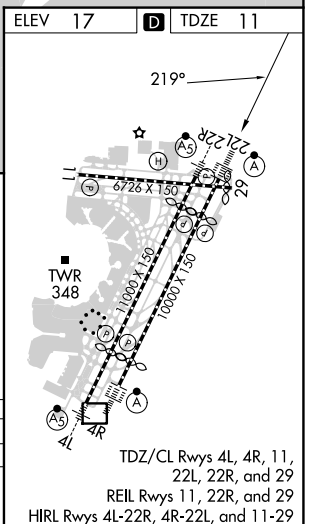 ELEV 17 D TDZE 11
219°
A5 22R 22L A
H
11 6726 X 150 29
P
P P
11000 X 150
10000 X 150
TWR
348
P P
A5 A
4L 4R
TDZ/CL Rwys 4L, 4R, 11,
22L, 22R, and 29
REIL Rwys 11, 22R, and 29
HIRL Rwys 4L-22R, 4R-22L, and 11-29